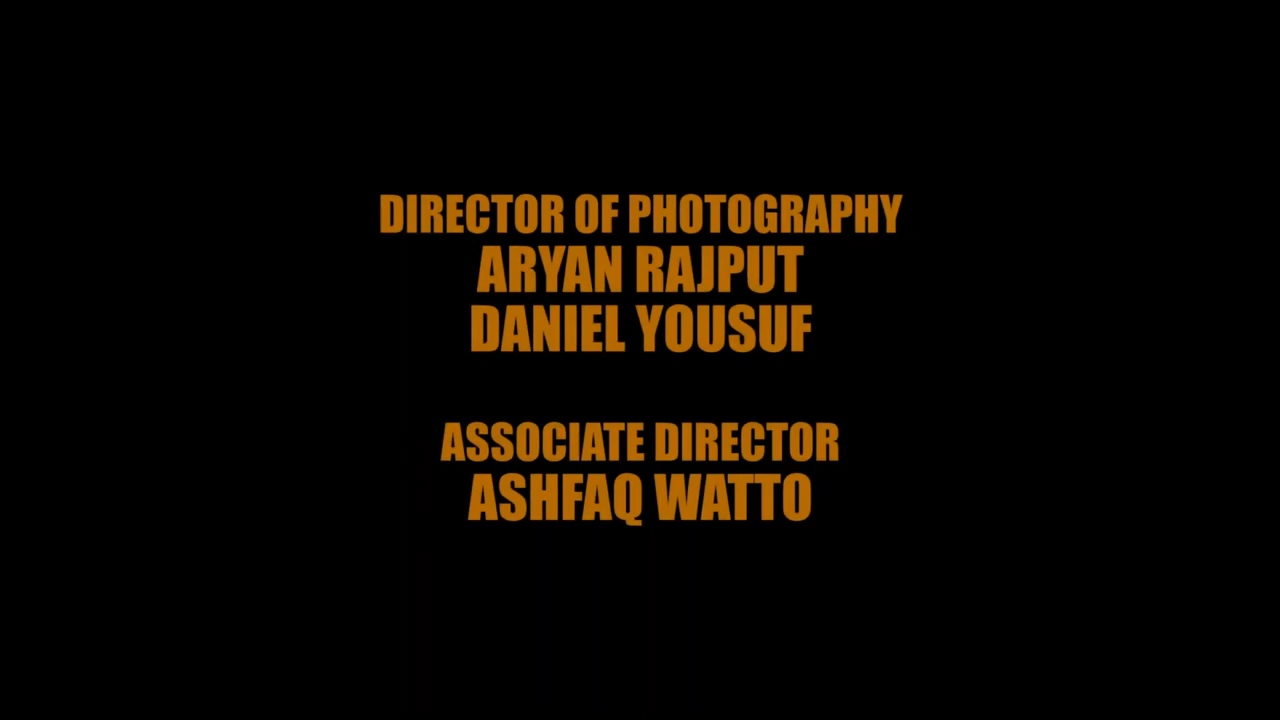 DIRECTOR OF PHOTOGRAPHY
ARYAN RAJPUT
DANIEL YOUSUF
ASSOCIATE DIRECTOR
ASHFAQ WATTO